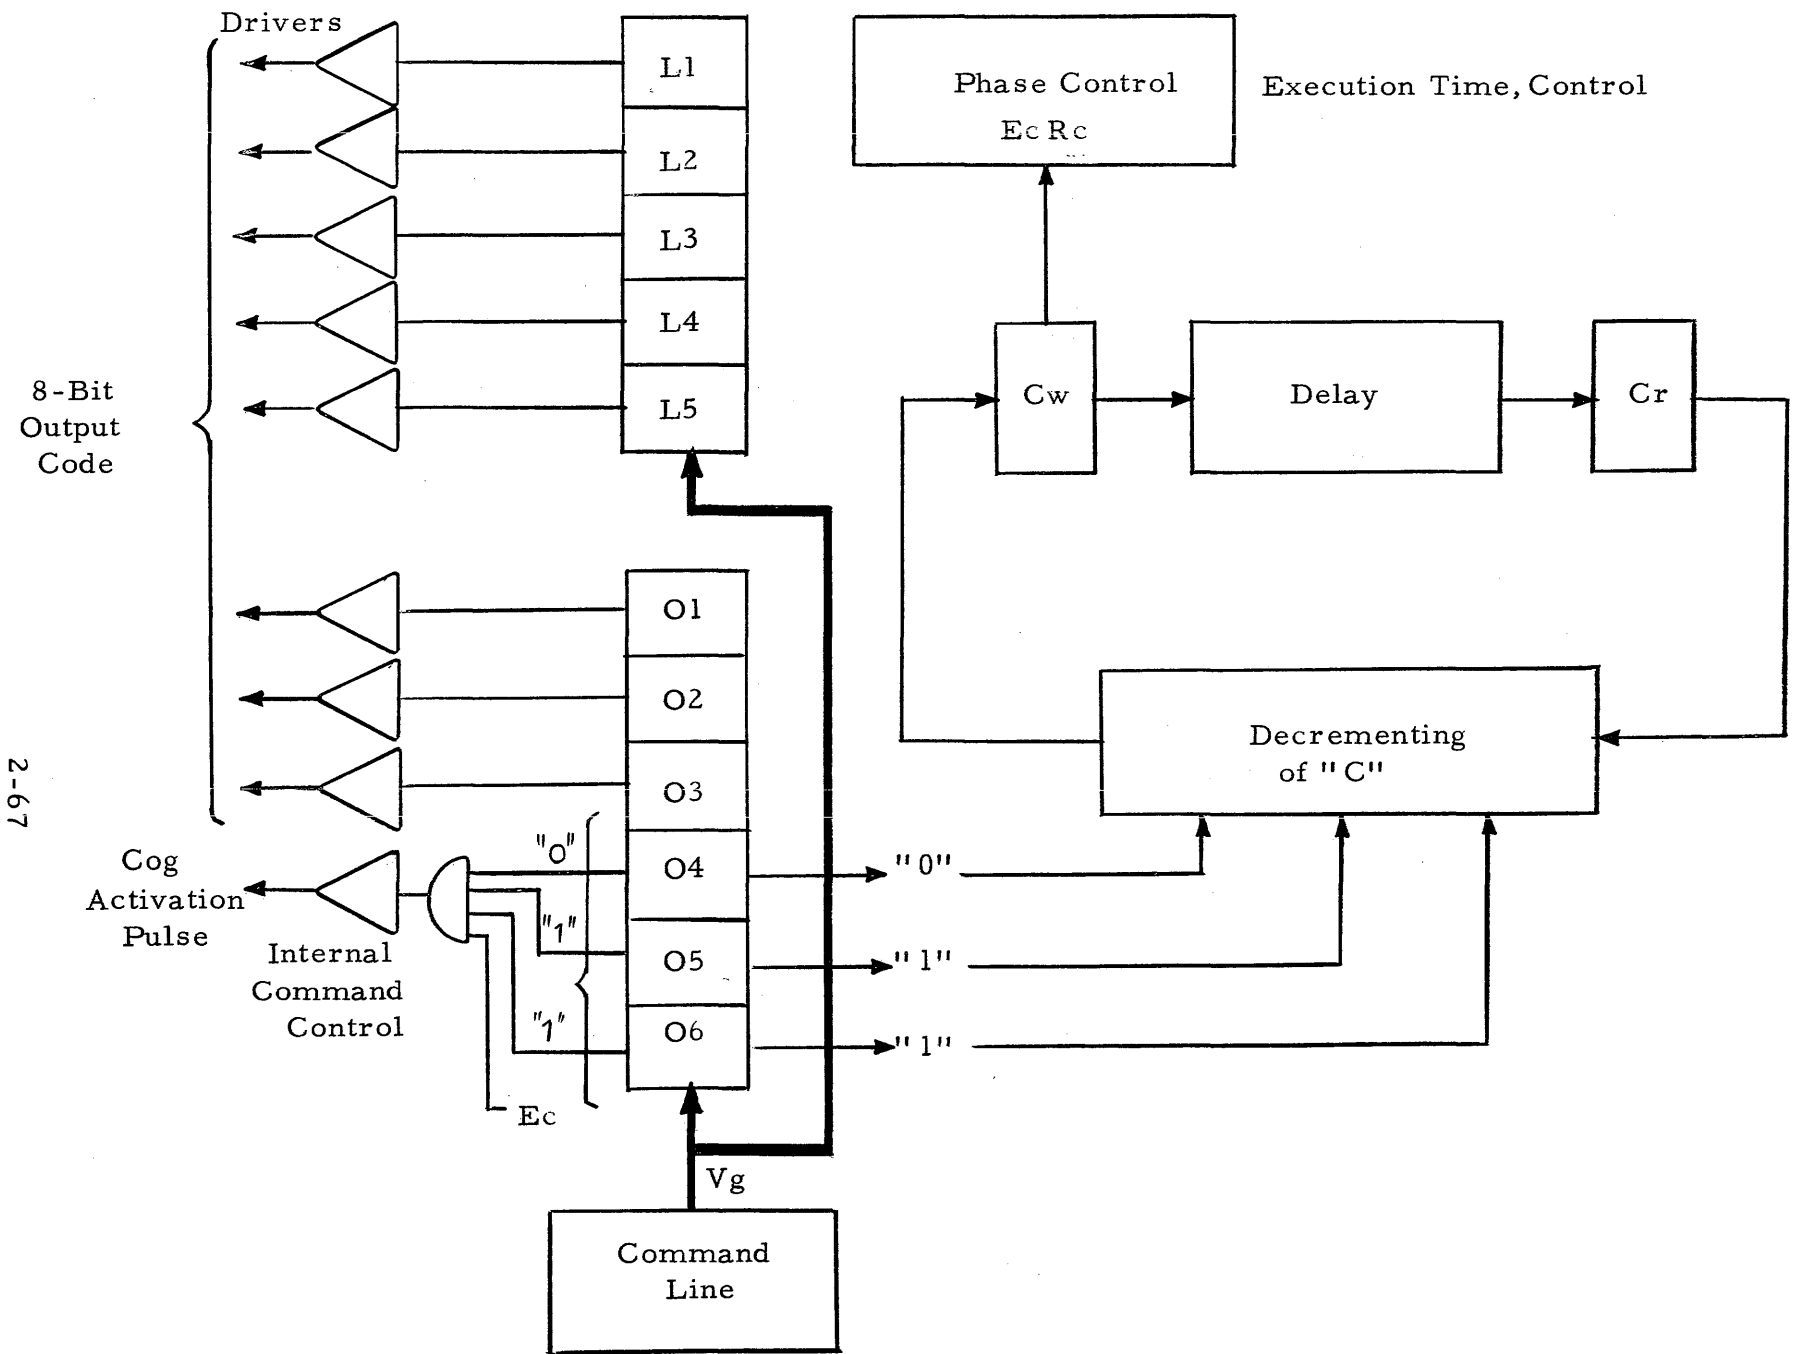 Drivers
L1
L2
L3
L4
L5
Phase Control
Ec Rc
Execution Time, Control
Cw
Delay
Cr
8-Bit
Output
Code
O1
O2
O3
O4
O5
O6
Decrementing
of "C"
2-67
"0"
"1"
"1"
"0"
"1"
"1"
Cog
Activation
Pulse
Internal
Command
Control
Ec
Vg
Command
Line